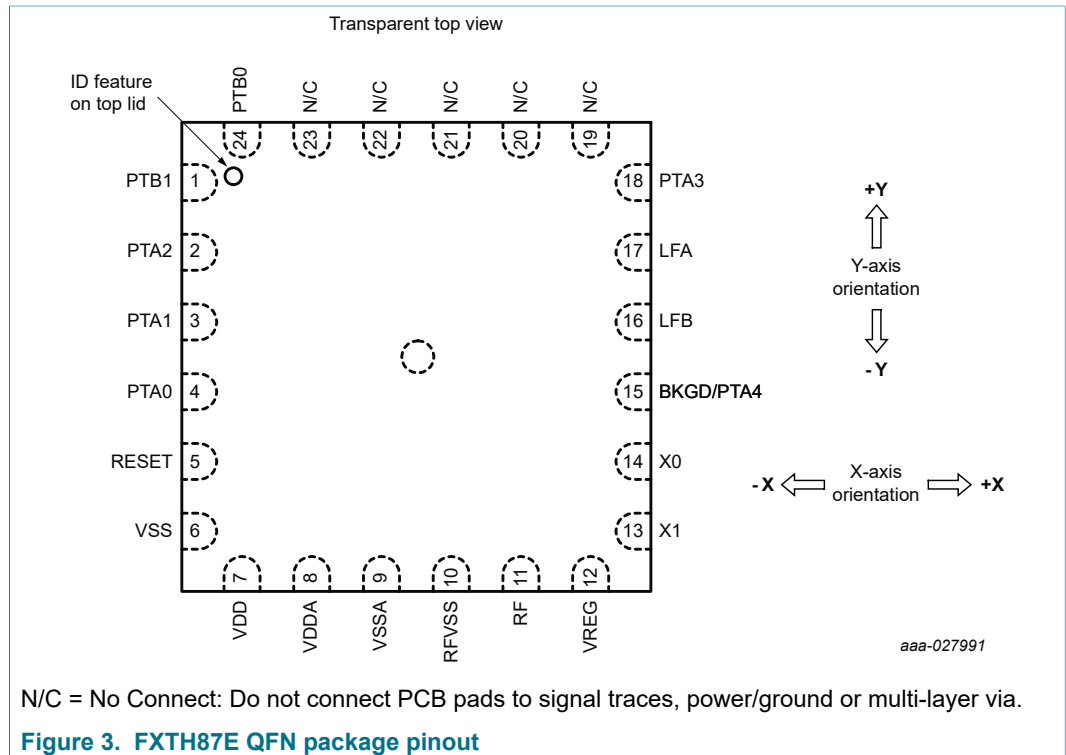 Transparent top view
ID feature
on top lid
PTB0
N/C
N/C
N/C
N/C
N/C
24
23
22
21
20
19
PTB1 1
PTA2 2
PTA1 3
PTA0 4
RESET 5
VSS 6
18 PTA3
17 LFA
16 LFB
15 BKGD/PTA4
14 X0
13 X1
7
8
9
10
11
12
VDD
VDDA
VSSA
RFVSS
RF
VREG
+Y
Y-axis
orientation
- Y
- X
X-axis
orientation
+X
aaa-027991
N/C = No Connect: Do not connect PCB pads to signal traces, power/ground or multi-layer via.
Figure 3. FXTH87E QFN package pinout